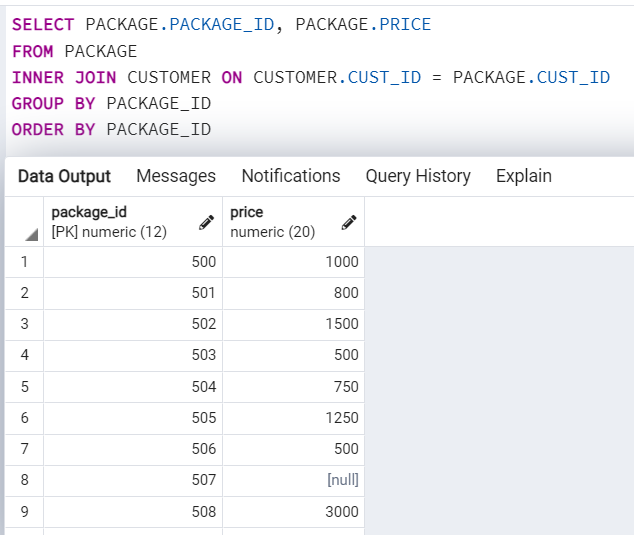 SELECT PACKAGE.PACKAGE_ID, PACKAGE.PRICE
FROM PACKAGE
INNER JOIN CUSTOMER ON CUSTOMER.CUST_ID = PACKAGE.CUST_ID
GROUP BY PACKAGE_ID
ORDER BY PACKAGE_ID
Data Output Messages Notifications Query History Explain
package_id price
[PK] numeric (12) numeric (20)
1 500 1000
2 501 800
3 502 1500
4 503 500
5 504 750
6 505 1250
7 506 500
8 507 [null]
9 508 3000